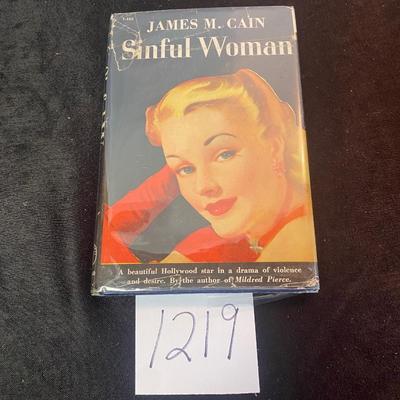 JAMES M. CAIN
Sinful Woman
A beautiful Hollywood star in a drama of violence
and desire. By the author of Mildred Pierce.
1219